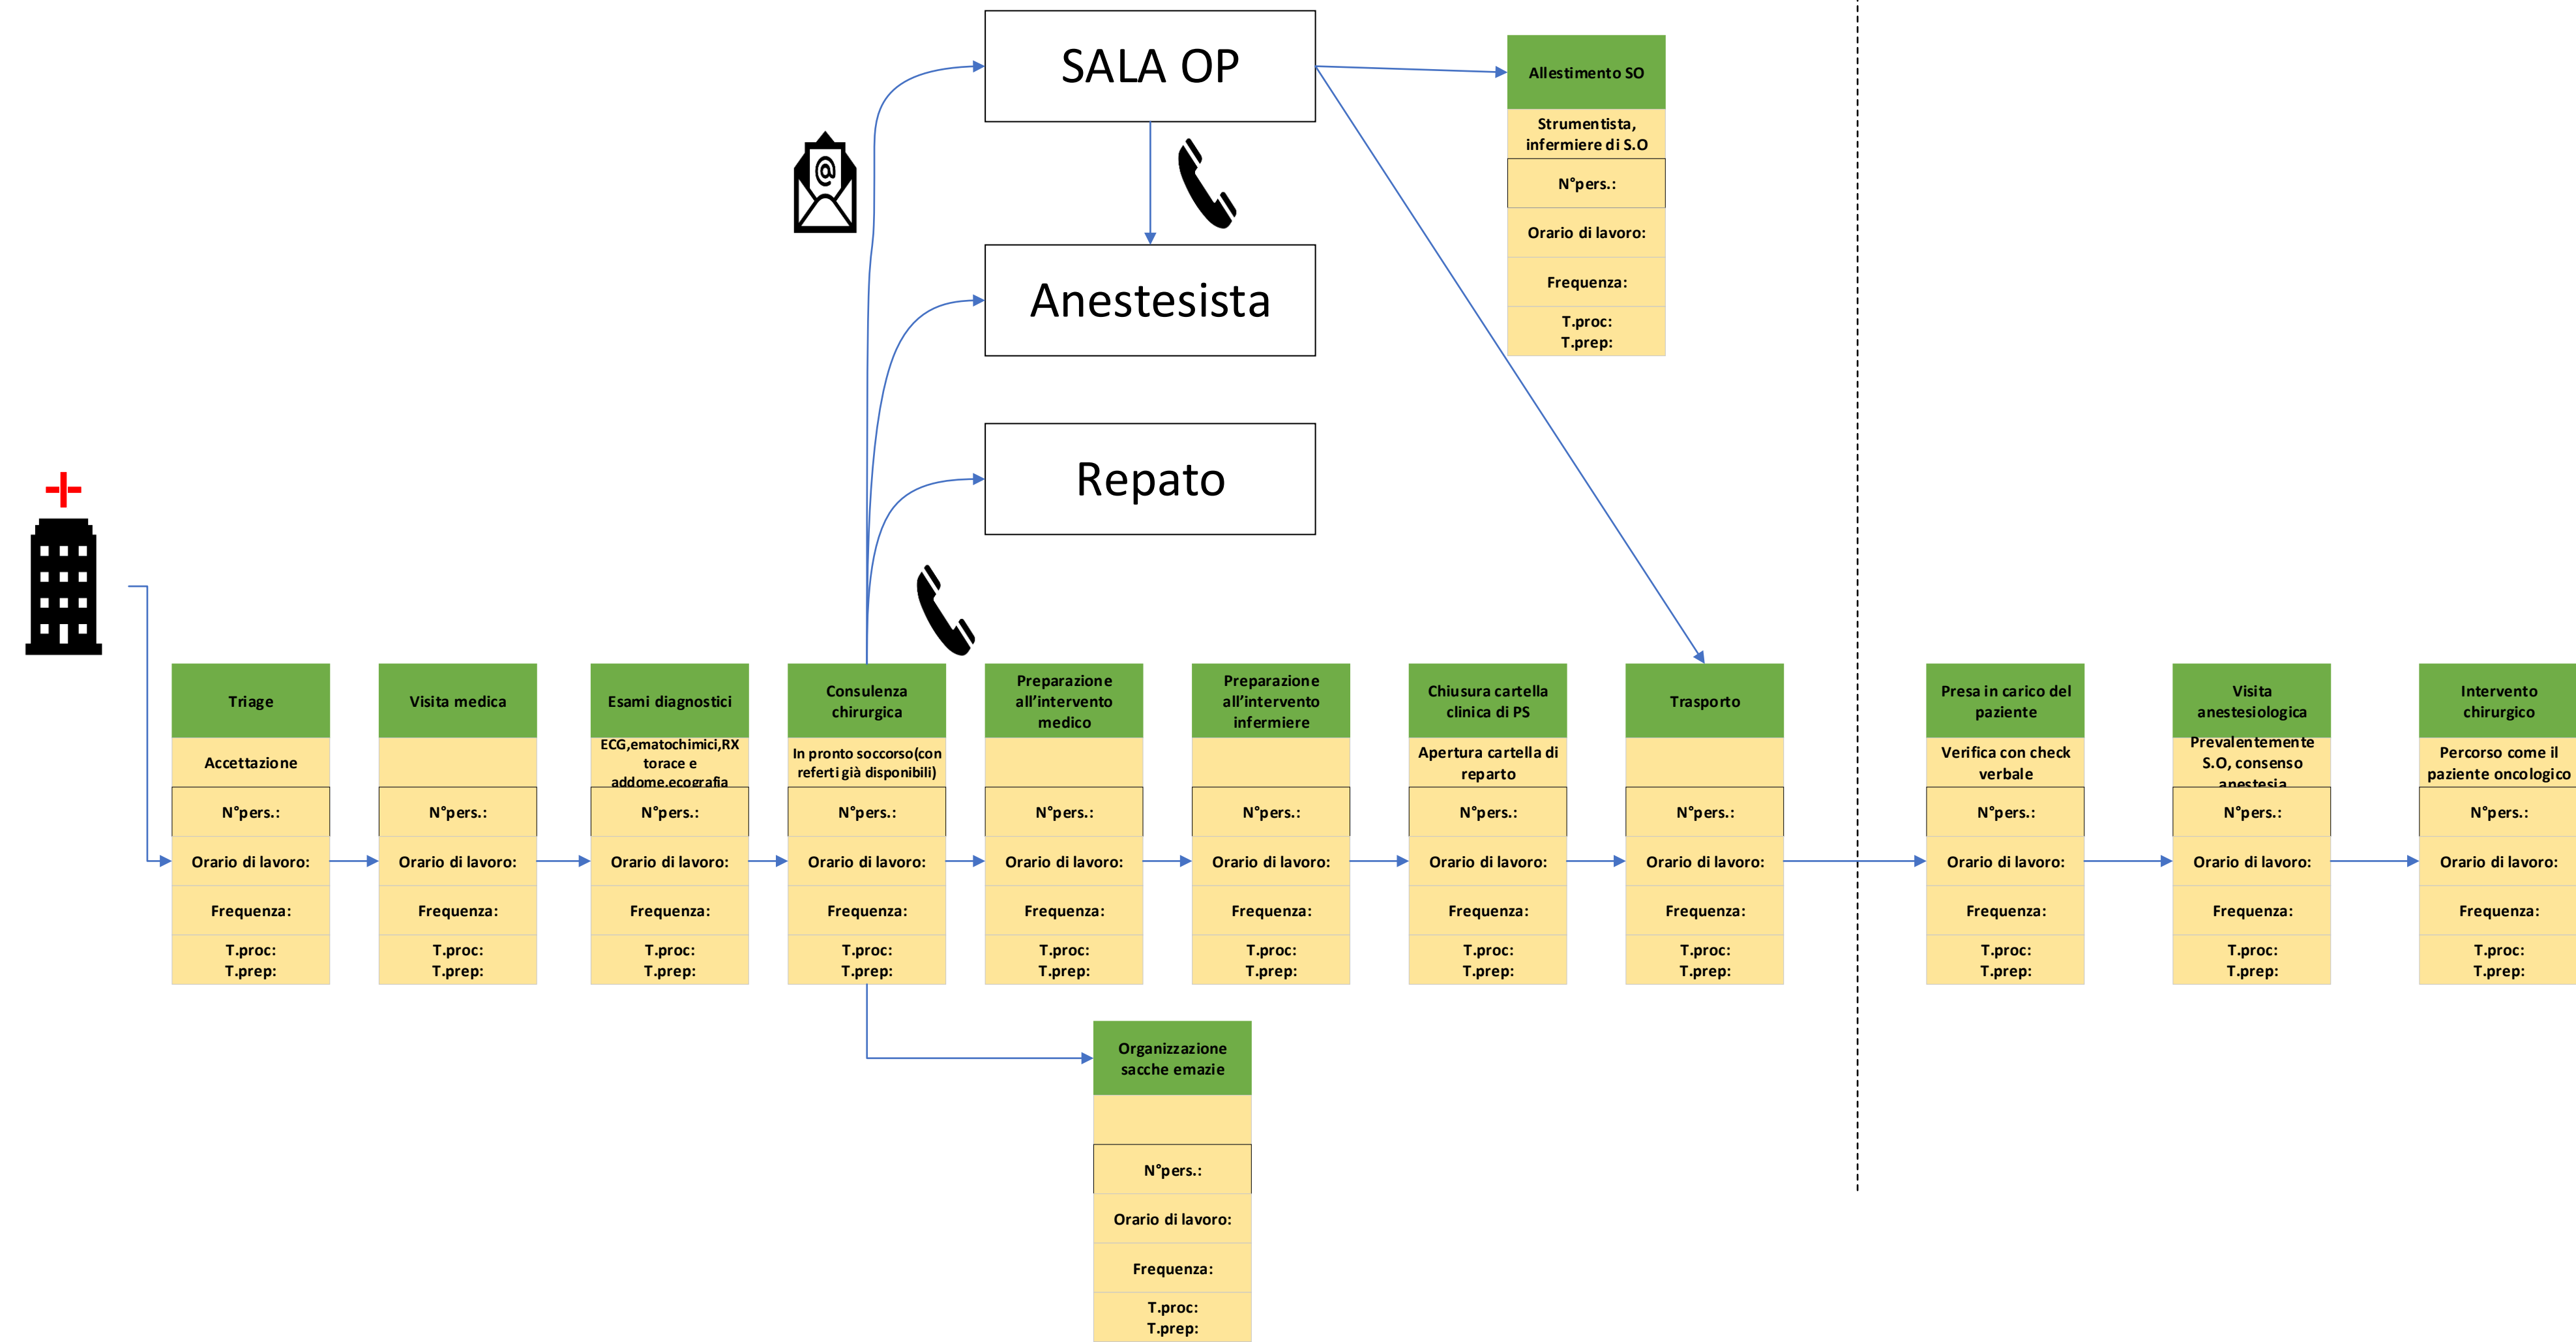 SALA OP
Allestimento SO
Strumentista,
infermiere di S.O
N°pers.:
Orario di lavoro:
Frequenza:
T.proc:
T.prep:
@
Anestesista
Repato
Triage
Accettazione
N°pers.:
Orario di lavoro:
Frequenza:
T.proc:
T.prep:
Visita medica
N°pers.:
Orario di lavoro:
Frequenza:
T.proc:
T.prep:
Esami diagnostici
ECG,ematochimici,RX
torace e
addome,ecografia
N°pers.:
Orario di lavoro:
Frequenza:
T.proc:
T.prep:
Consulenza
chirurgica
In pronto soccorso(con
referti già disponibili)
N°pers.:
Orario di lavoro:
Frequenza:
T.proc:
T.prep:
Preparazione
all’intervento
medico
N°pers.:
Orario di lavoro:
Frequenza:
T.proc:
T.prep:
Preparazione
all’intervento
infermiere
N°pers.:
Orario di lavoro:
Frequenza:
T.proc:
T.prep:
Chiusura cartella
clinica di PS
Apertura cartella di
reparto
N°pers.:
Orario di lavoro:
Frequenza:
T.proc:
T.prep:
Trasporto
N°pers.:
Orario di lavoro:
Frequenza:
T.proc:
T.prep:
Presa in carico del
paziente
Verifica con check
verbale
N°pers.:
Orario di lavoro:
Frequenza:
T.proc:
T.prep:
Visita
anestesiologica
Prevalentemente
S.O, consenso
anestesia
N°pers.:
Orario di lavoro:
Frequenza:
T.proc:
T.prep:
Intervento
chirurgico
Percorso come il
paziente oncologico
N°pers.:
Orario di lavoro:
Frequenza:
T.proc:
T.prep:
Organizzazione
sacche emazie
N°pers.:
Orario di lavoro:
Frequenza:
T.proc:
T.prep: